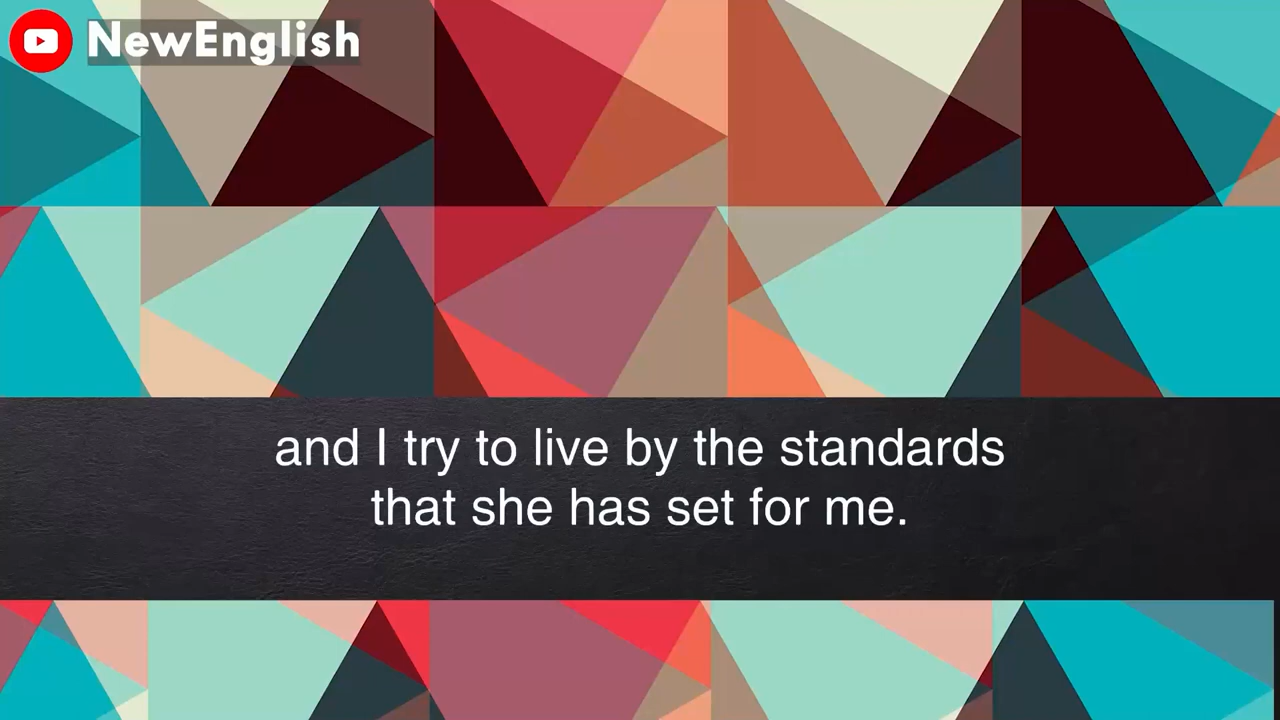 NewEnglish
and I try to live by the standards
that she has set for me.